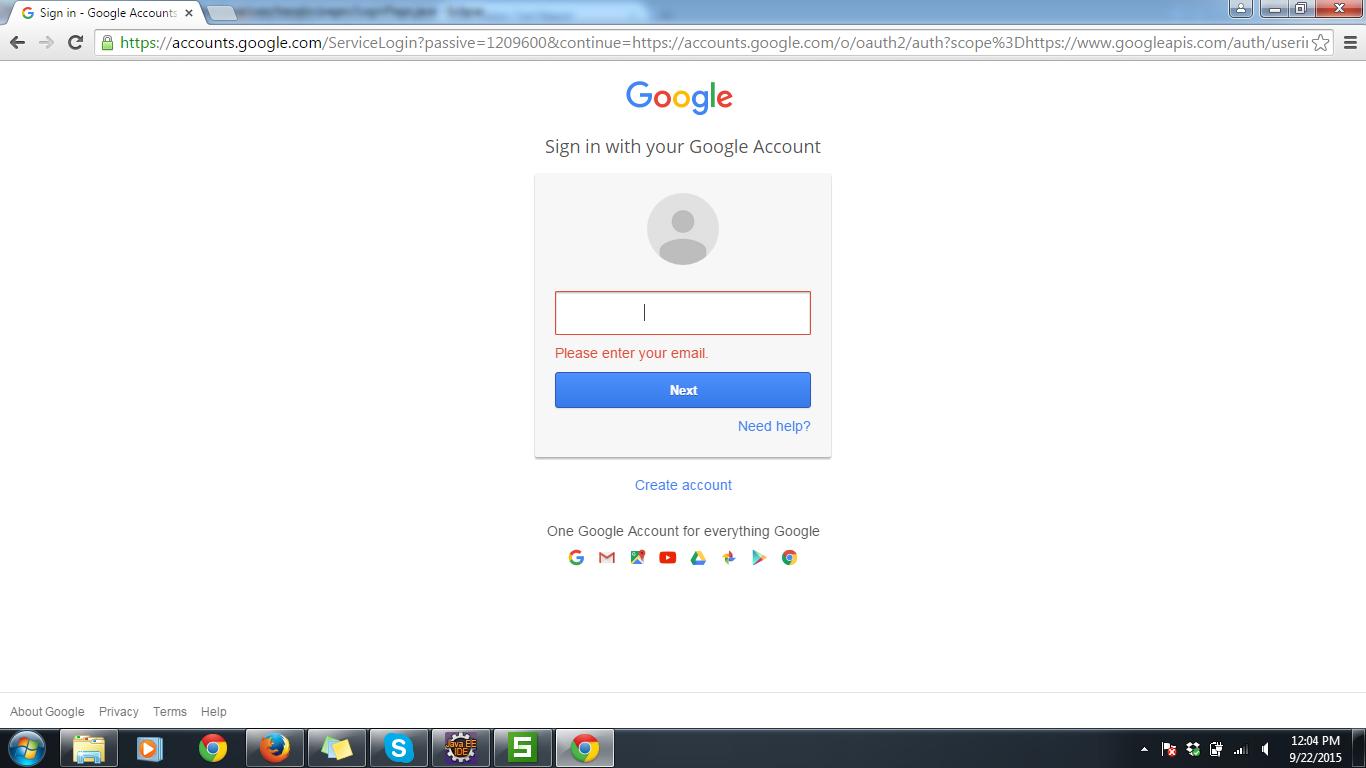 Sign in - Google Accounts
https://accounts.google.com/ServiceLogin?passive=1209600&continue=https://accounts.google.com/o/oauth2/auth?scope%3Dhttps://www.googleapis.com/auth/userin
Google
Sign in with your Google Account
Please enter your email.
Next
Need help?
Create account
One Google Account for everything Google
About Google Privacy Terms Help
Java EE
IDE
S
S
12:04 PM
9/22/2015